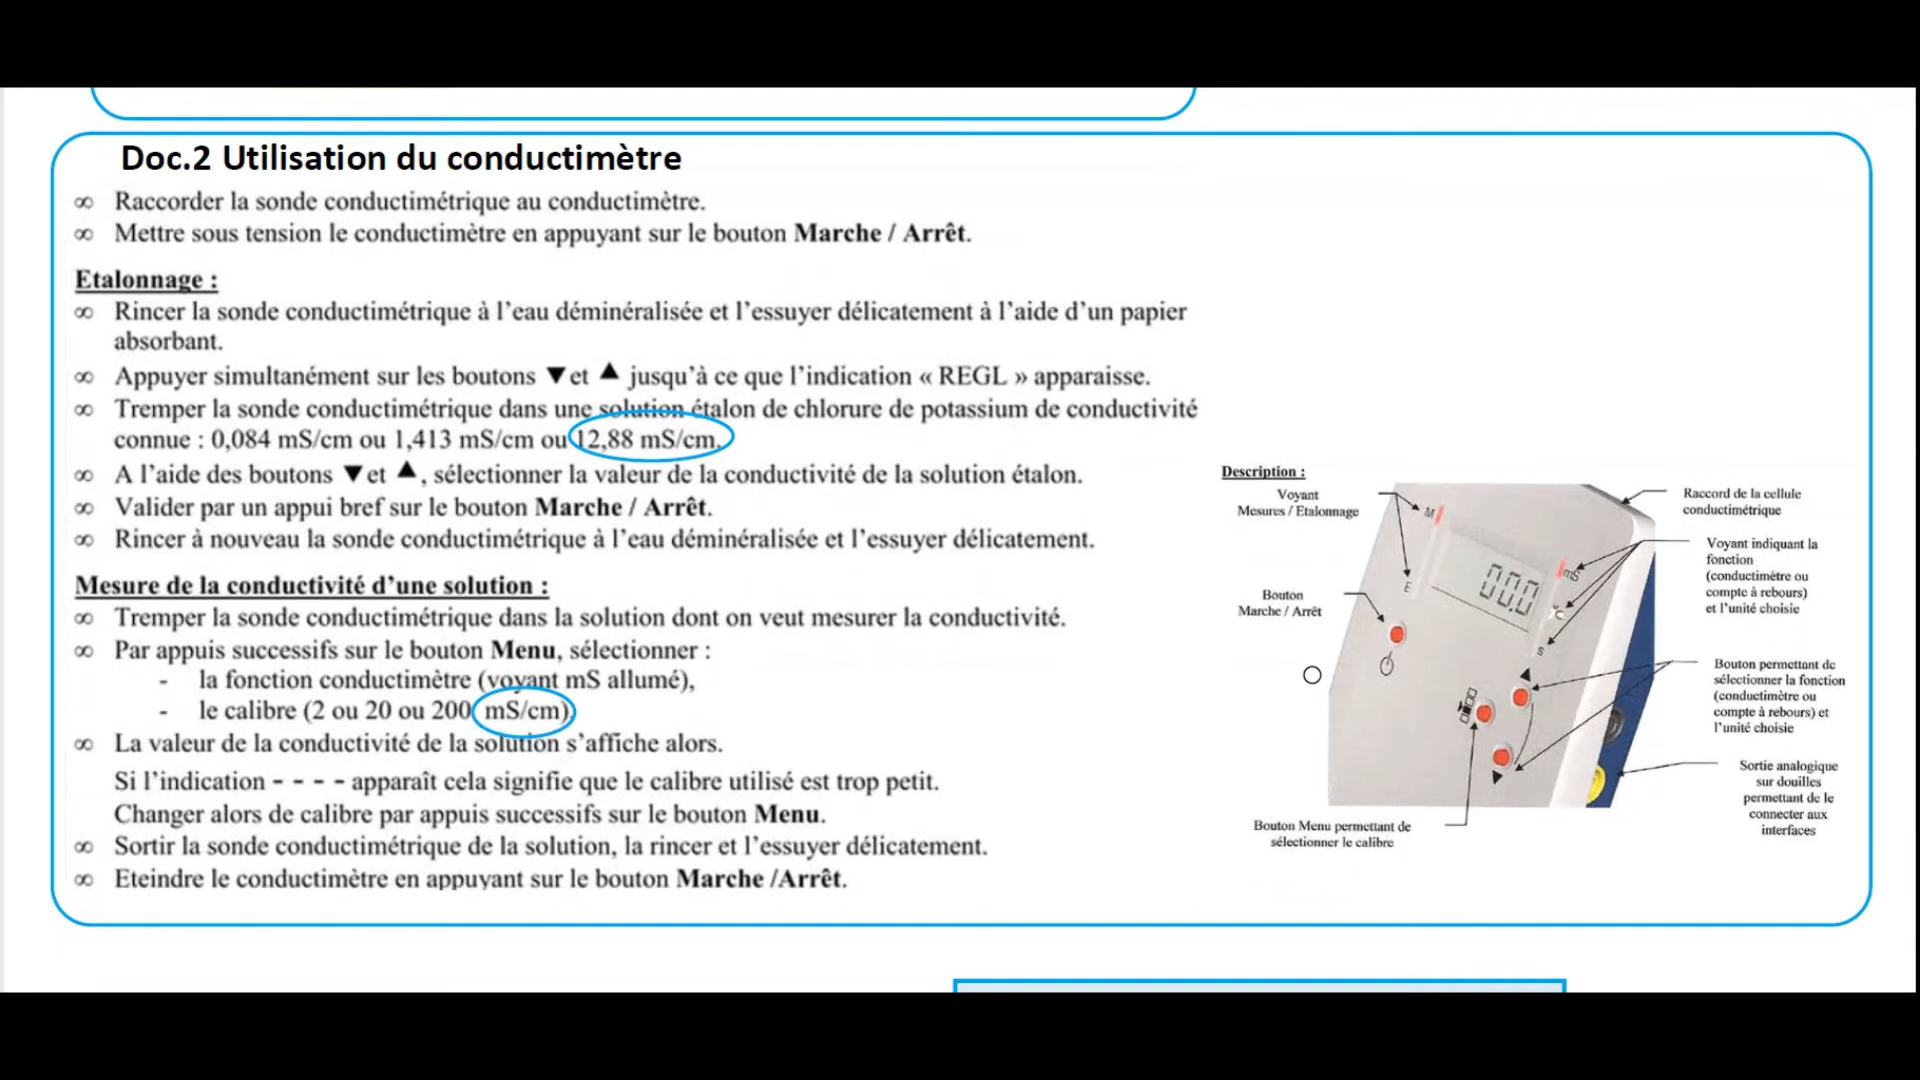 Doc.2 Utilisation du conductimètre
∞ Raccorder la sonde conductimétrique au conductimètre.
∞ Mettre sous tension le conductimètre en appuyant sur le bouton Marche / Arrêt.
Etalonnage :
∞ Rincer la sonde conductimétrique à l’eau déminéralisée et l’essuyer délicatement à l’aide d’un papier
absorbant.
∞ Appuyer simultanément sur les boutons ▼et ▲ jusqu’à ce que l’indication « REGL » apparaisse.
∞ Tremper la sonde conductimétrique dans une solution étalon de chlorure de potassium de conductivité
connue : 0,084 mS/cm ou 1,413 mS/cm ou 12,88 mS/cm.
∞ A l’aide des boutons ▼et ▲, sélectionner la valeur de la conductivité de la solution étalon.
∞ Valider par un appui bref sur le bouton Marche / Arrêt.
∞ Rincer à nouveau la sonde conductimétrique à l’eau déminéralisée et l’essuyer délicatement.
Mesure de la conductivité d’une solution :
∞ Tremper la sonde conductimétrique dans la solution dont on veut mesurer la conductivité.
∞ Par appuis successifs sur le bouton Menu, sélectionner :
- la fonction conductimètre (voyant mS allumé),
- le calibre (2 ou 20 ou 200 mS/cm).
∞ La valeur de la conductivité de la solution s’affiche alors.
Si l’indication - - - - apparaît cela signifie que le calibre utilisé est trop petit.
Changer alors de calibre par appuis successifs sur le bouton Menu.
∞ Sortir la sonde conductimétrique de la solution, la rincer et l’essuyer délicatement.
∞ Eteindre le conductimètre en appuyant sur le bouton Marche /Arrêt.
Description :
Voyant
Mesures / Etalonnage
Bouton
Marche / Arrêt
Bouton Menu permettant de
sélectionner le calibre
M
E
00.0
mS
°C
S
Raccord de la cellule
conductimétrique
Voyant indiquant la
fonction
(conductimètre ou
compte à rebours)
et l’unité choisie
Bouton permettant de
sélectionner la fonction
(conductimètre ou
compte à rebours) et
l’unité choisie
Sortie analogique
sur douilles
permettant de le
connecter aux
interfaces